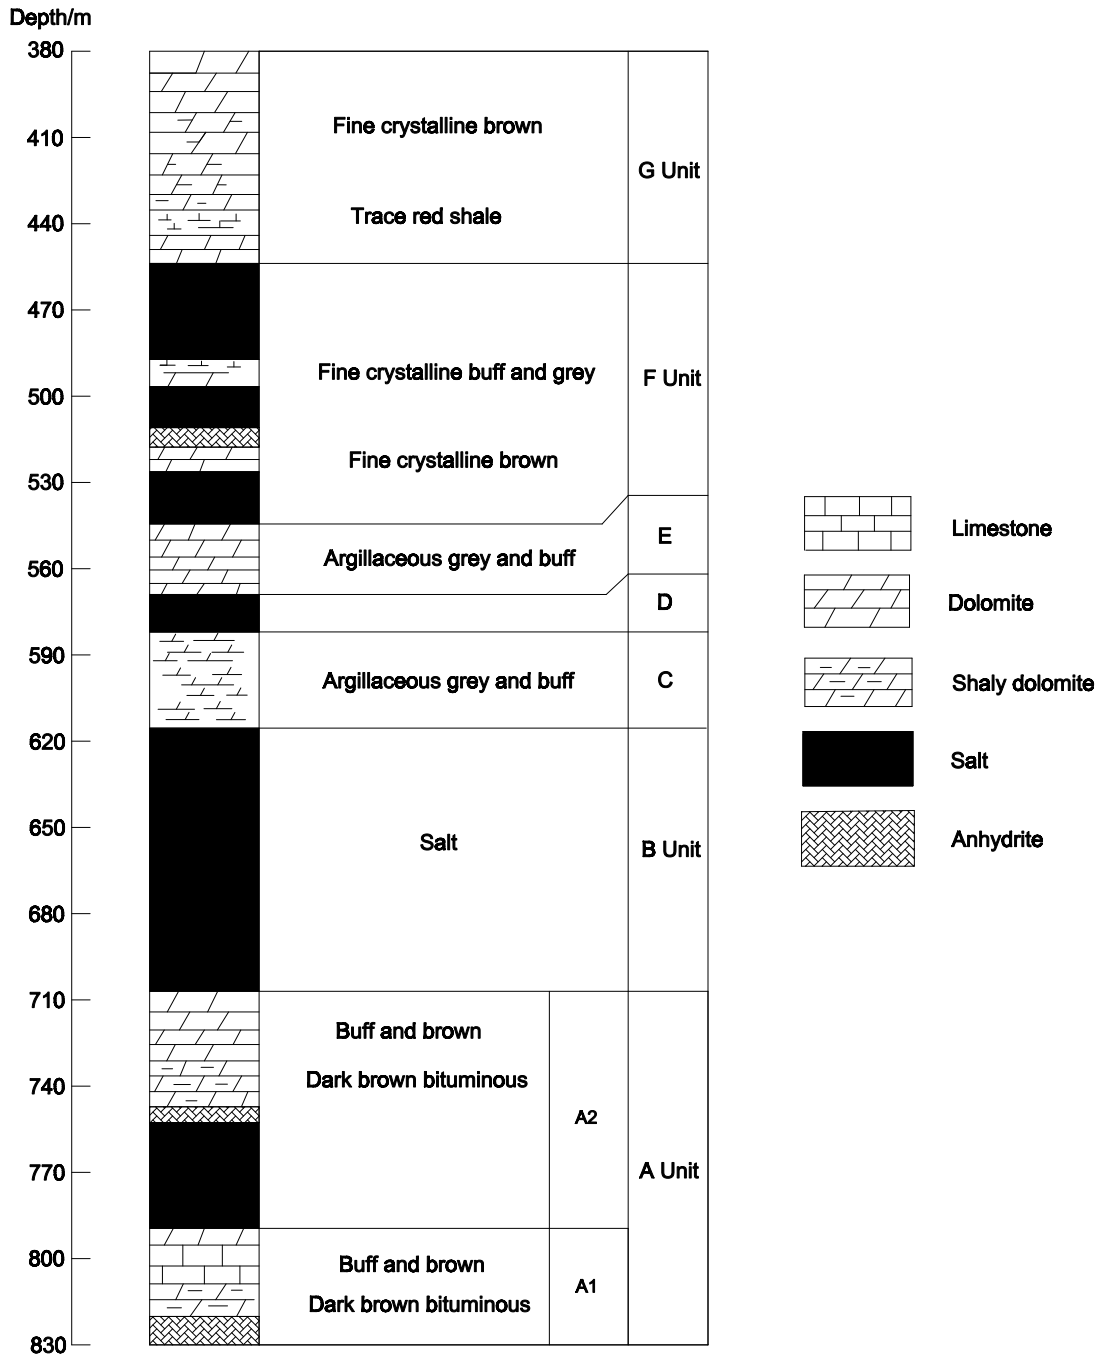 Depth/m
380
410
440
470
500
530
560
590
620
650
680
710
740
770
800
830
Fine crystalline brown
Trace red shale
G Unit
Fine crystalline buff and grey
Fine crystalline brown
F Unit
Argillaceous grey and buff
E
D
Argillaceous grey and buff
C
Salt
B Unit
Buff and brown
Dark brown bituminous
A2
A Unit
Buff and brown
Dark brown bituminous
A1
Limestone
Dolomite
Shaly dolomite
Salt
Anhydrite